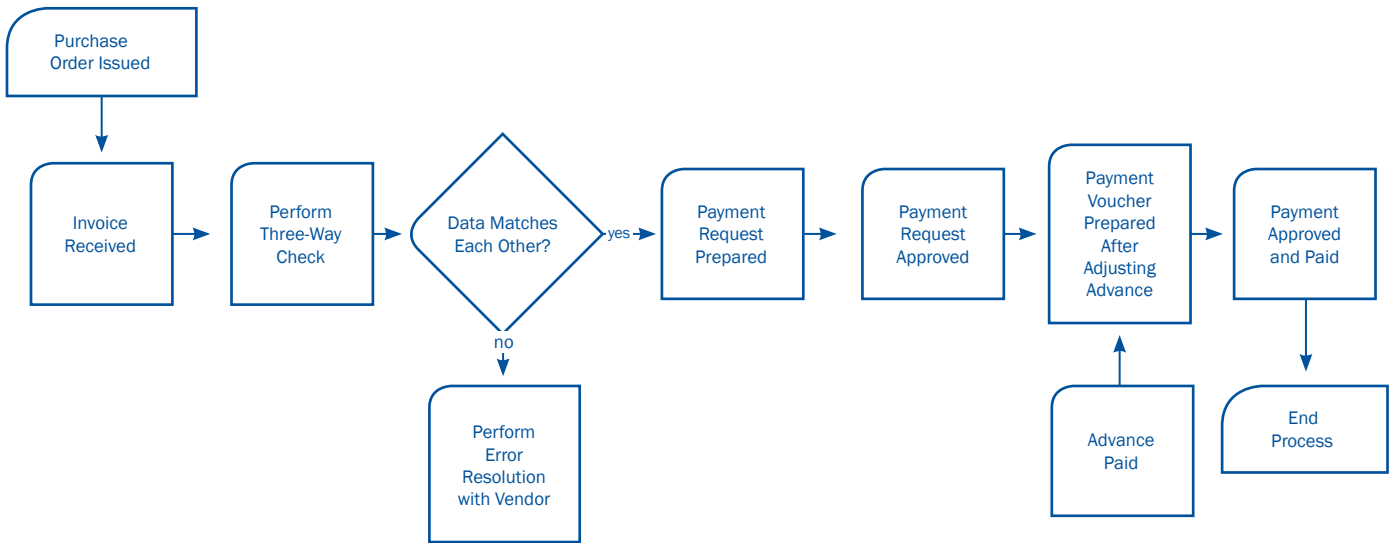 Purchase
Order Issued
Invoice
Received
Perform
Three-Way
Check
Data Matches
Each Other?
yes
no
Perform
Error
Resolution
with Vendor
Payment
Request
Prepared
Payment
Request
Approved
Payment
Voucher
Prepared
After
Adjusting
Advance
Advance
Paid
Payment
Approved
and Paid
End
Process